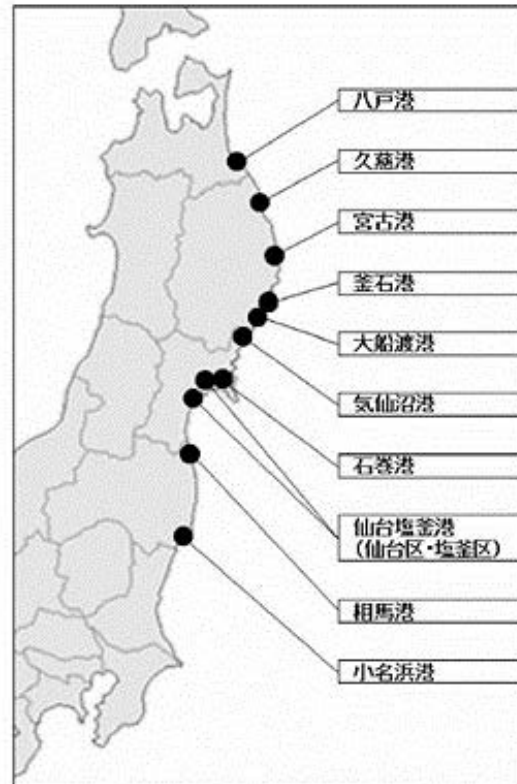 八戸港
久慈港
宮古港
釜石港
大船渡港
気仙沼港
石巻港
仙台塩釜港
(仙台区・塩釜区)
相馬港
小名浜港